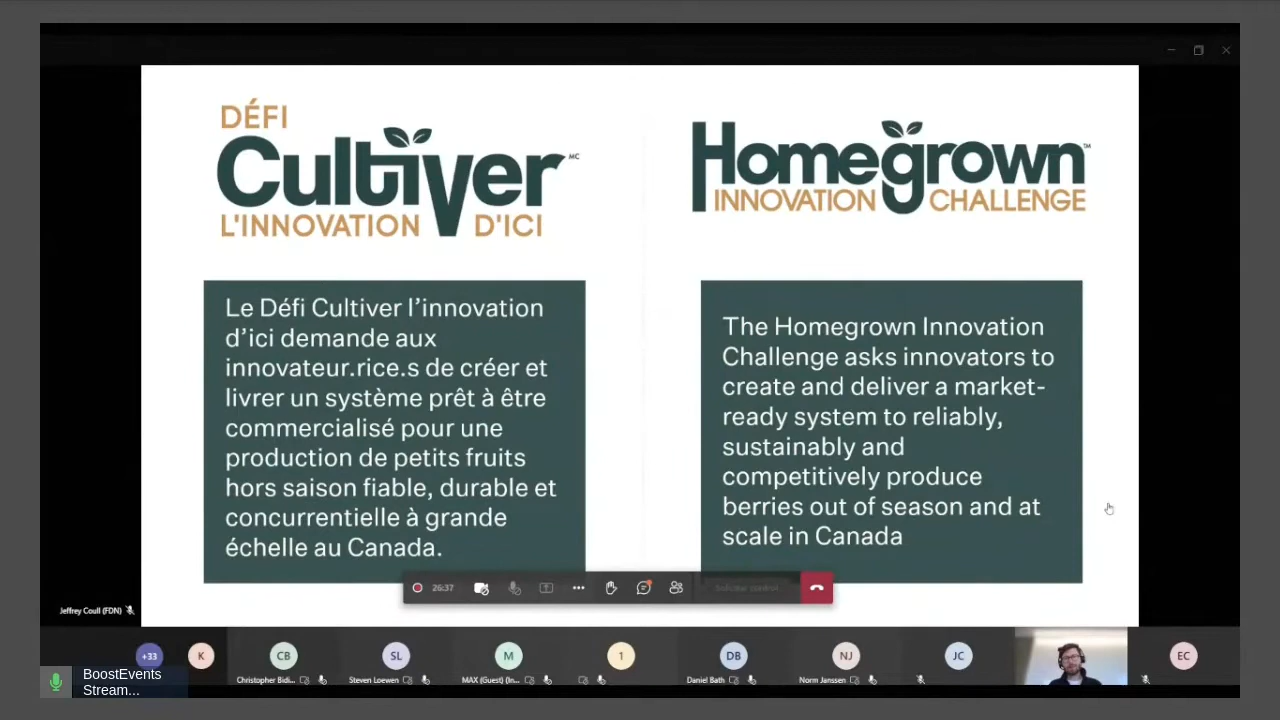 DÉFI
Cultiver MC
L'INNOVATION D'ICI
Homegrown™
INNOVATION CHALLENGE
Le Défi Cultiver l’innovation
d’ici demande aux
innovateur.rice.s de créer et
livrer un système prêt à être
commercialisé pour une
production de petits fruits
hors saison fiable, durable et
concurrentielle à grande
échelle au Canada.
The Homegrown Innovation
Challenge asks innovators to
create and deliver a market-
ready system to reliably,
sustainably and
competitively produce
berries out of season and at
scale in Canada
26:37
Jeffrey Coull (FDN)
+33 K CB SL M 1 DB NJ JC EC
Christopher Bidi... Steven Loewen MAX (Guest) (In... Daniel Bath Norm Janssen
BoostEvents
Stream...